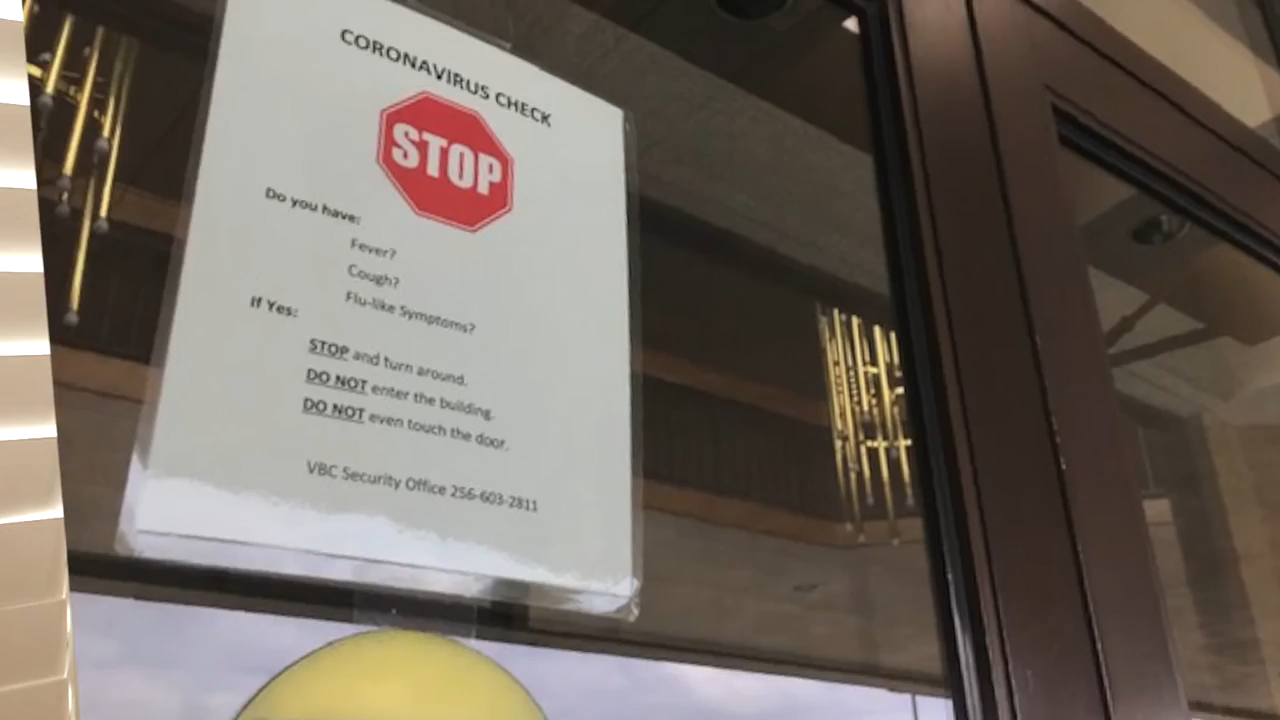 CORONAVIRUS CHECK
STOP
Do you have:
Fever?
Cough?
Flu-like Symptoms?
If Yes:
STOP and turn around.
DO NOT enter the building.
DO NOT even touch the door.
VBC Security Office 256-603-2811